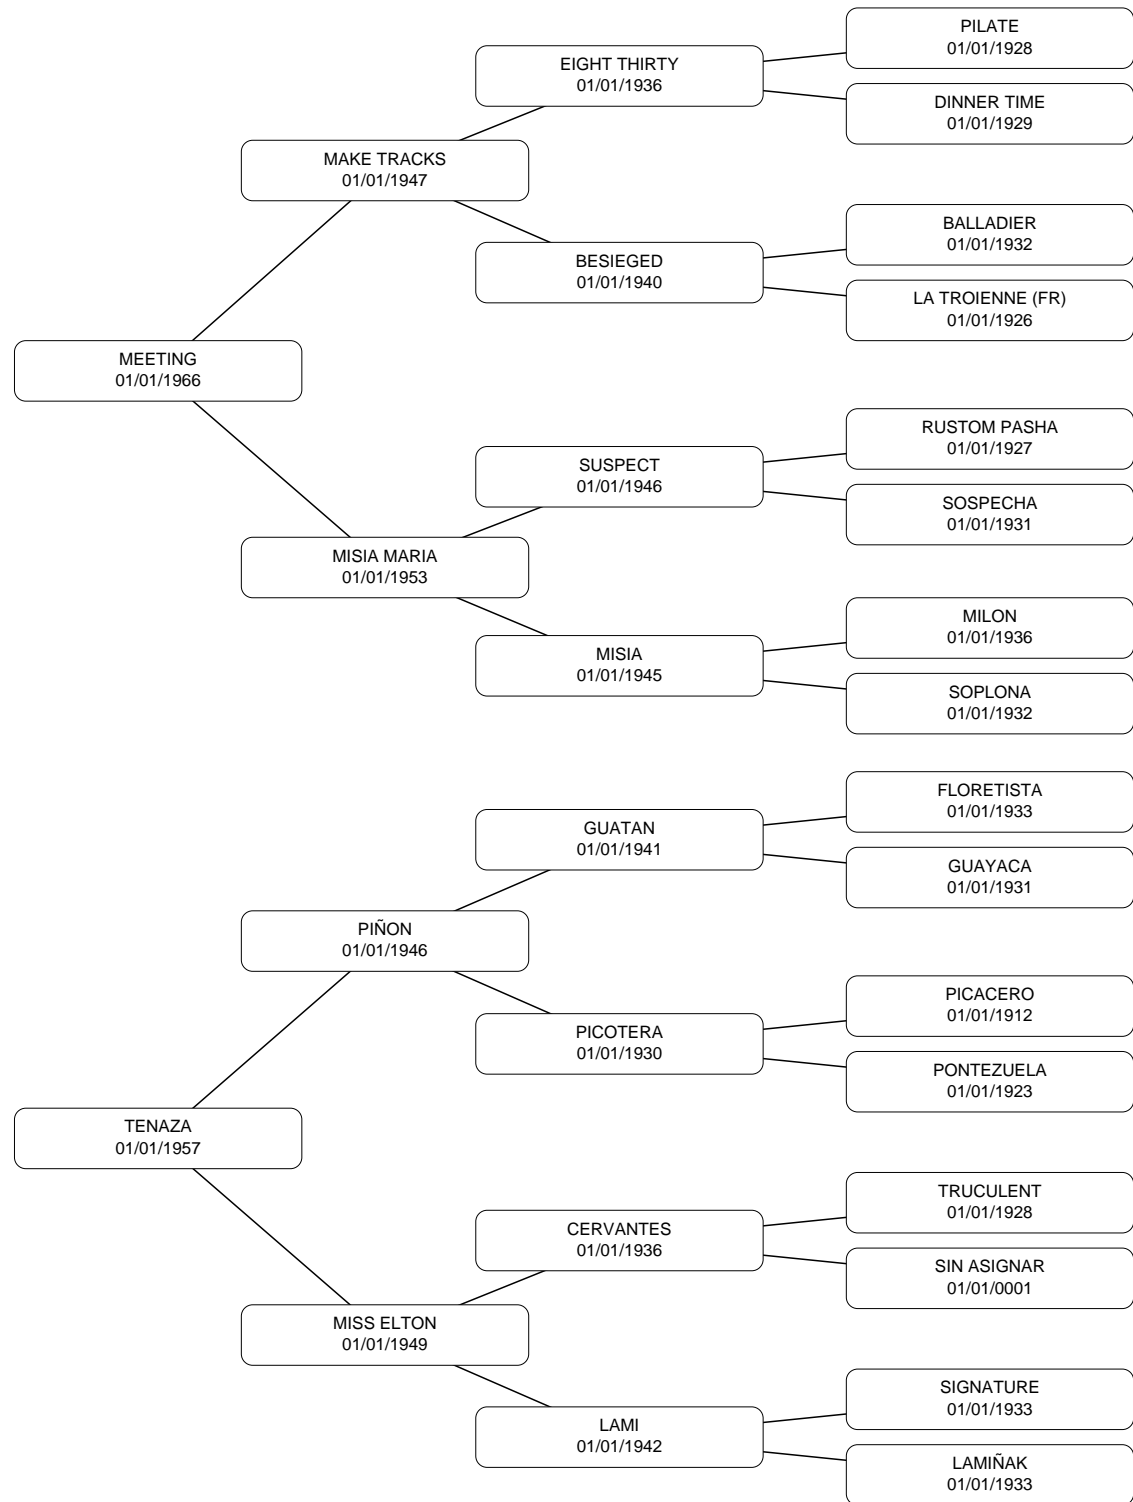 PILATE
01/01/1928
EIGHT THIRTY
01/01/1936
DINNER TIME
01/01/1929
MAKE TRACKS
01/01/1947
BALLADIER
01/01/1932
BESIEGED
01/01/1940
LA TROIENNE (FR)
01/01/1926
MEETING
01/01/1966
RUSTOM PASHA
01/01/1927
SUSPECT
01/01/1946
SOSPECHA
01/01/1931
MISIA MARIA
01/01/1953
MILON
01/01/1936
MISIA
01/01/1945
SOPLONA
01/01/1932
FLORETISTA
01/01/1933
GUATAN
01/01/1941
GUAYACA
01/01/1931
PIÑON
01/01/1946
PICACERO
01/01/1912
PICOTERA
01/01/1930
PONTEZUELA
01/01/1923
TENAZA
01/01/1957
TRUCULENT
01/01/1928
CERVANTES
01/01/1936
SIN ASIGNAR
01/01/0001
MISS ELTON
01/01/1949
SIGNATURE
01/01/1933
LAMI
01/01/1942
LAMIÑAK
01/01/1933